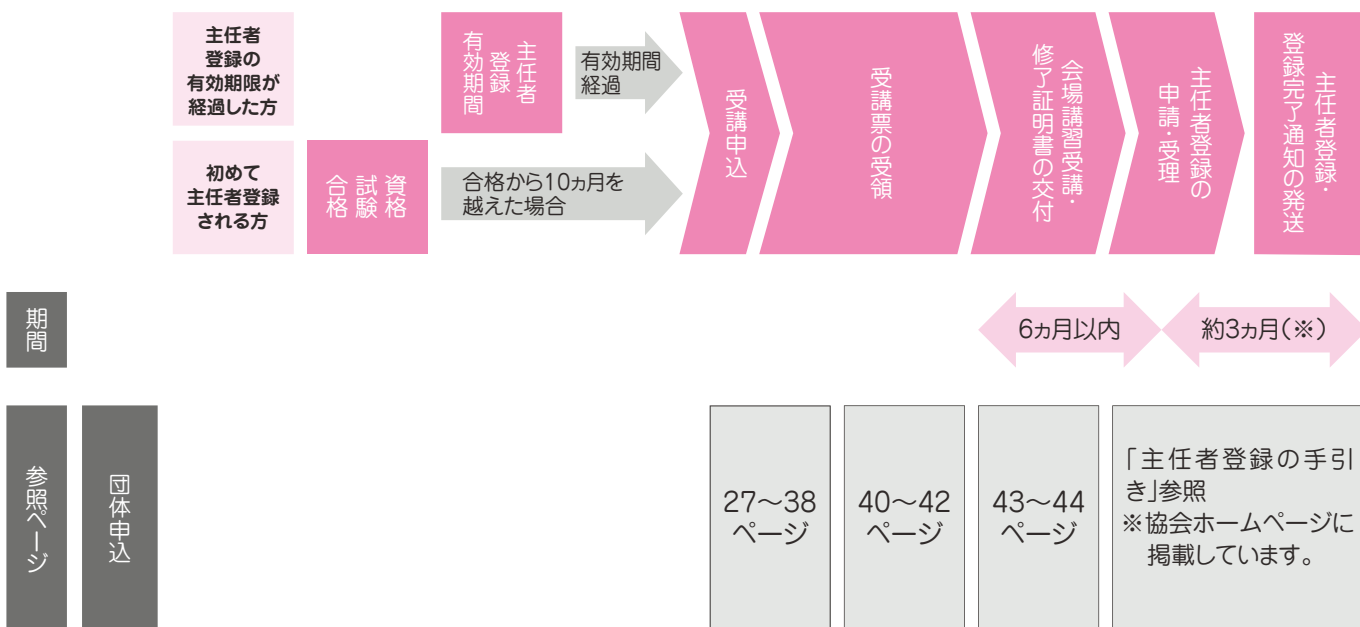 主任者
登録の
有効期限が
経過した方
主任者
登録
有効期間
有効期間
経過
初めて
主任者登録
される方
資格
試験
合格
合格から10ヵ月を
越えた場合
受講申込
受講票の受領
会場講習受講・
修了証明書の交付
主任者登録の
申請・受理
主任者登録・
登録完了通知の発送
期間
6ヵ月以内
約3ヵ月(※)
参照ページ
団体申込
27〜38
ページ
40〜42
ページ
43〜44
ページ
「主任者登録の手引
き」参照
※協会ホームページに
掲載しています。